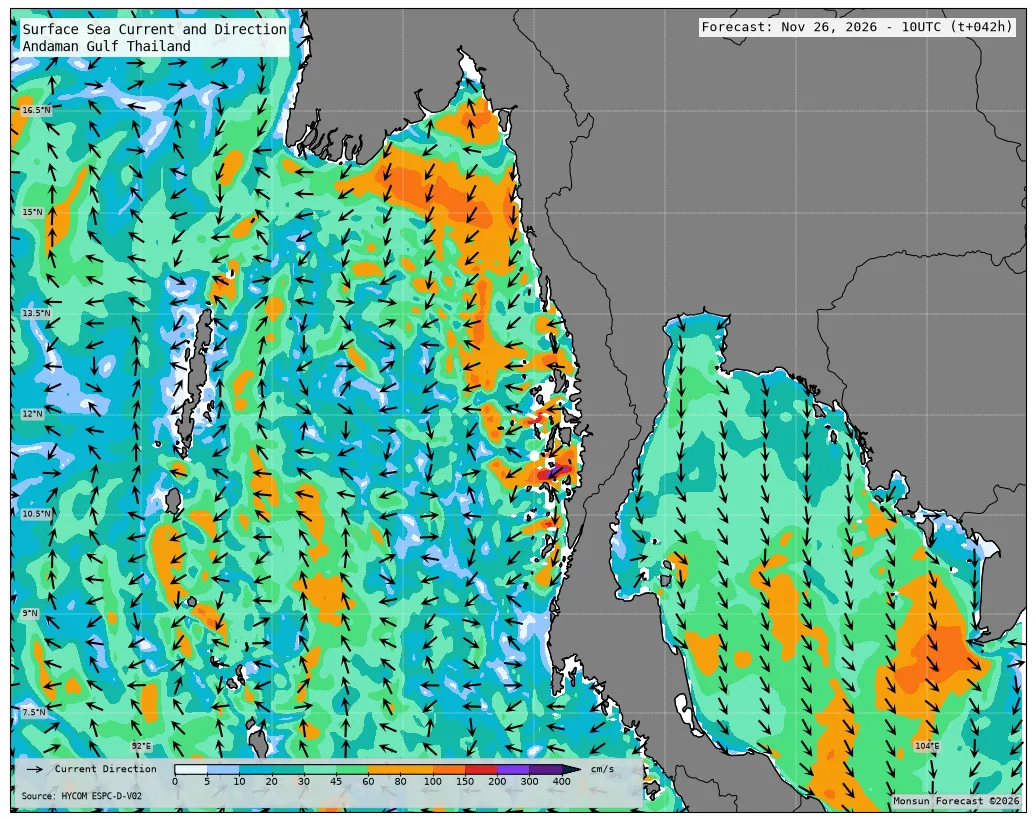 Surface Sea Current and Direction
Andaman Gulf Thailand
Forecast: Nov 26, 2026 - 10UTC (t+042h)
16.5°N
15°N
13.5°N
12°N
10.5°N
9°N
7.5°N
92°E
104°E
Current Direction
cm/s
0 1.5 10 20 30 45 60 80 100 150 200 300 400
Source: HYCOM ESPC-D-V02
Monsun Forecast ©2026